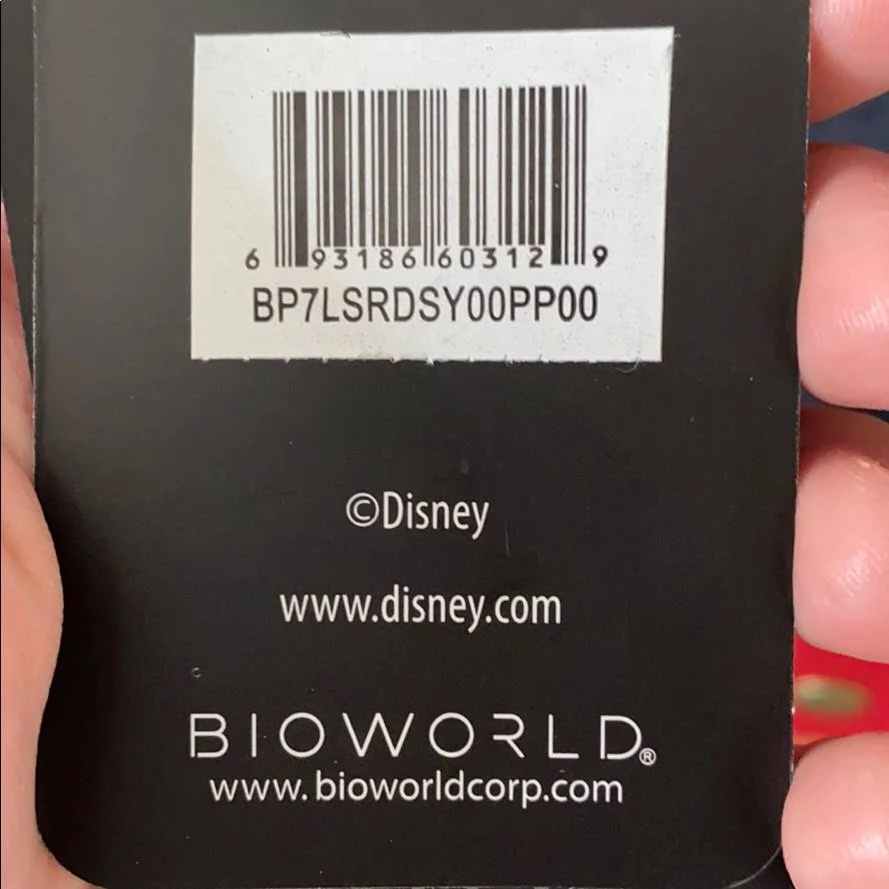 6 93186 60312 9
BP7LSRDSY00PP00
©Disney
www.disney.com
BIOWORLD®
www.bioworldcorp.com